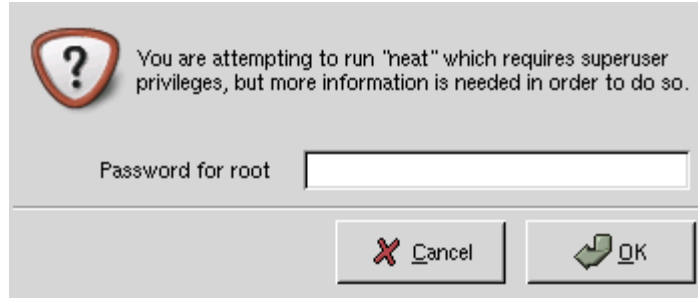 You are attempting to run "neat" which requires superuser
privileges, but more information is needed in order to do so.
Password for root
Cancel
OK